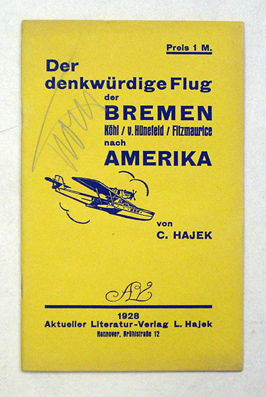 Preis 1 M.
Der
denkwürdige Flug
der
BREMEN
Köhl / v. Hünefeld / Fitzmaurice
nach
AMERIKA
von
C. HAJEK
1928
Aktueller Literatur-Verlag L. Hajek
Hannover, Brühlstraße 12